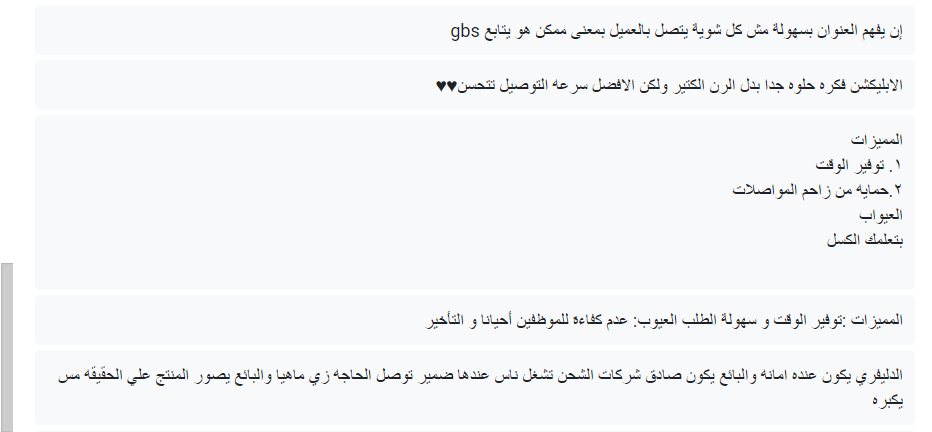 إن يفهم العنوان بسهولة مش كل شوية يتصل بالعميل بمعنى ممكن هو يتابع gbs
الابليكشن فكره حلوه جدا بدل الرن الكتير ولكن الافضل سرعه التوصيل تتحسن♥♥
المميزات
١. توفير الوقت
٢.حمايه من زاحم المواصلات
العيواب
بتعلمك الكسل
المميزات :توفير الوقت و سهولة الطلب العيوب: عدم كفاءة للموظفين أحيانا و التأخير
الدليفري يكون عنده امانه والبائع يكون صادق شركات الشحن تشغل ناس عندها ضمير توصل الحاجه زي ماهيا والبائع يصور المنتج علي الحقيقه مس
يكبره